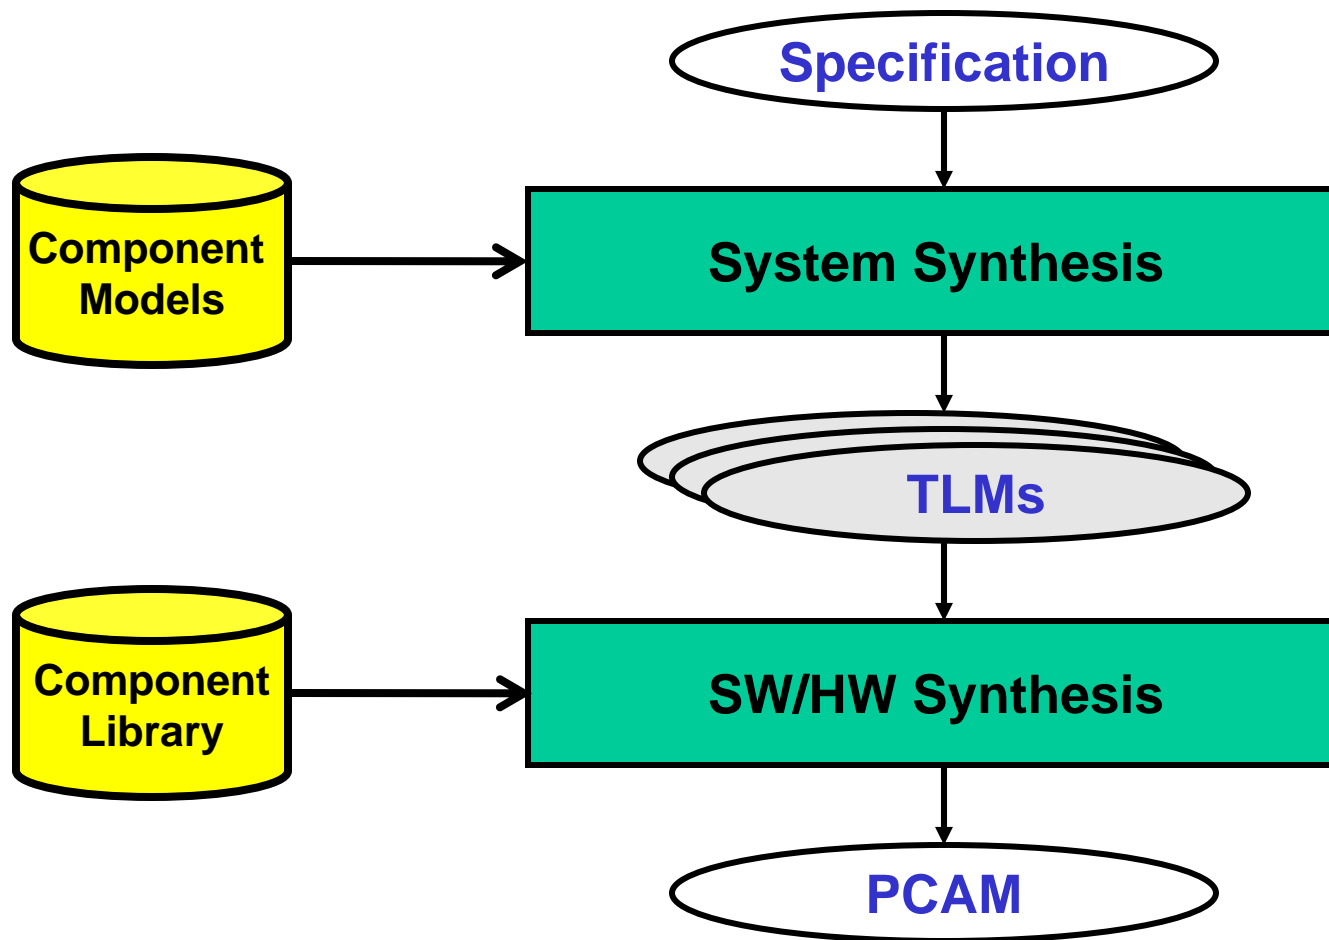 Specification
Component
Models
System Synthesis
TLMs
Component
Library
SW/HW Synthesis
PCAM